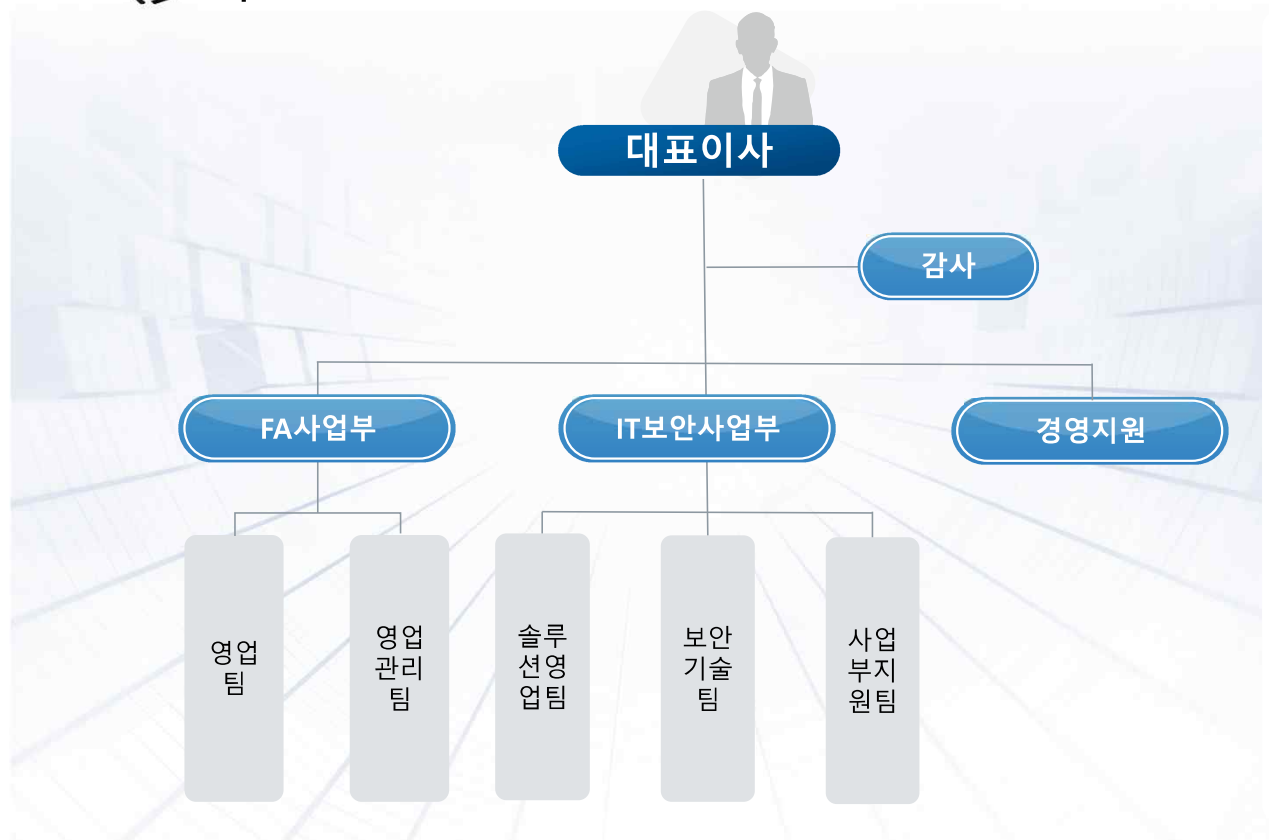 대표이사
감사
FA사업부
IT보안사업부
경영지원
영업
팀
영업
관리
팀
솔루
션영
업팀
보안
기술
팀
사업
부지
원팀